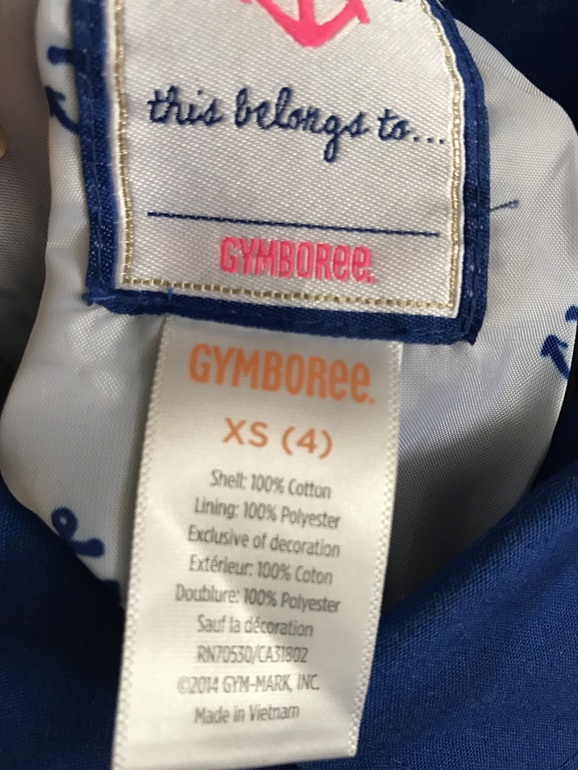 this belongs to...
GYMBOREE.
GYMBOREE.
XS (4)
Shell: 100% Cotton
Lining: 100% Polyester
Exclusive of decoration
Extérieur: 100% Coton
Doublure: 100% Polyester
Sauf la décoration
RN70530/CA31802
©2014 GYM-MARK, INC.
Made in Vietnam